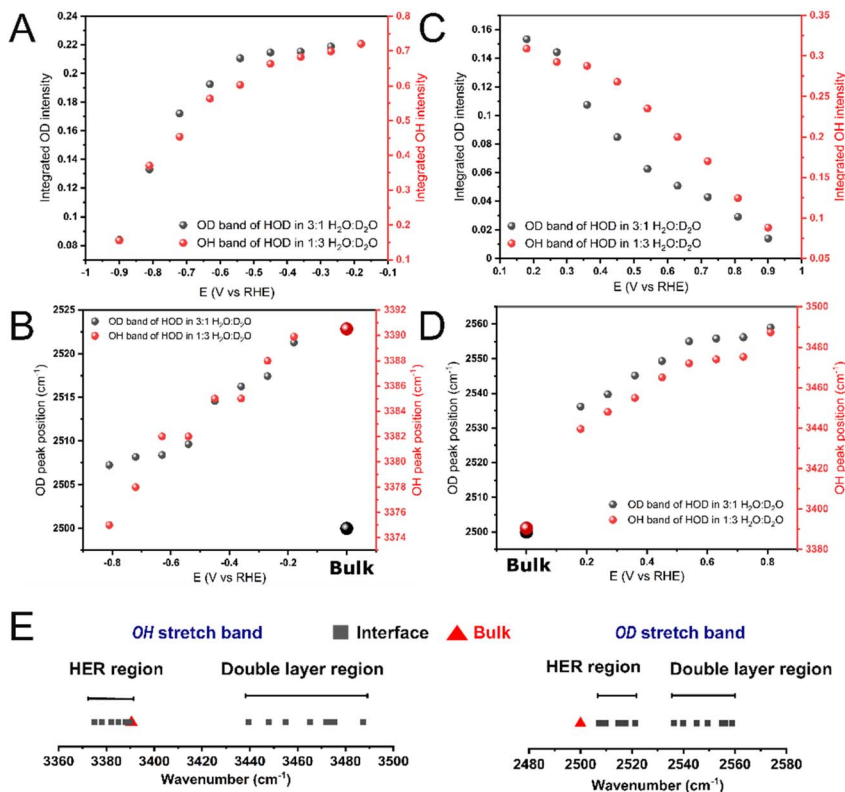 A
Integrated OD intensity
0.22
0.20
0.18
0.16
0.14
0.12
0.10
0.08
0.8
0.7
0.6
0.5
0.4
0.3
0.2
0.1
Integrated OH intensity
OD band of HOD in 3:1 H₂O:D₂O
OH band of HOD in 1:3 H₂O:D₂O
-1 -0.9 -0.8 -0.7 -0.6 -0.5 -0.4 -0.3 -0.2 -0.1
E (V vs RHE)
C
Integrated OD intensity
0.16
0.14
0.12
0.10
0.08
0.06
0.04
0.02
0
0.35
0.30
0.25
0.20
0.15
0.10
0.05
Integrated OH intensity
OD band of HOD in 3:1 H₂O:D₂O
OH band of HOD in 1:3 H₂O:D₂O
0.1 0.2 0.3 0.4 0.5 0.6 0.7 0.8 0.9 1
E (V vs RHE)
B
OD peak position (cm⁻¹)
2525
2520
2515
2510
2505
2500
3392
3390
3388
3386
3384
3382
3380
3378
3376
3374
OH peak position (cm⁻¹)
OD band of HOD in 3:1 H₂O:D₂O
OH band of HOD in 1:3 H₂O:D₂O
-0.8 -0.6 -0.4 -0.2
Bulk
E (V vs RHE)
D
OD peak position (cm⁻¹)
2560
2550
2540
2530
2520
2510
2500
3500
3480
3460
3440
3420
3400
3380
OH peak position (cm⁻¹)
OD band of HOD in 3:1 H₂O:D₂O
OH band of HOD in 1:3 H₂O:D₂O
Bulk
0.2 0.4 0.6 0.8
E (V vs RHE)
E
OH stretch band
Interface
Bulk
OD stretch band
HER region
Double layer region
3360 3380 3400 3420 3440 3460 3480 3500
Wavenumber (cm⁻¹)
HER region
Double layer region
2480 2500 2520 2540 2560 2580
Wavenumber (cm⁻¹)